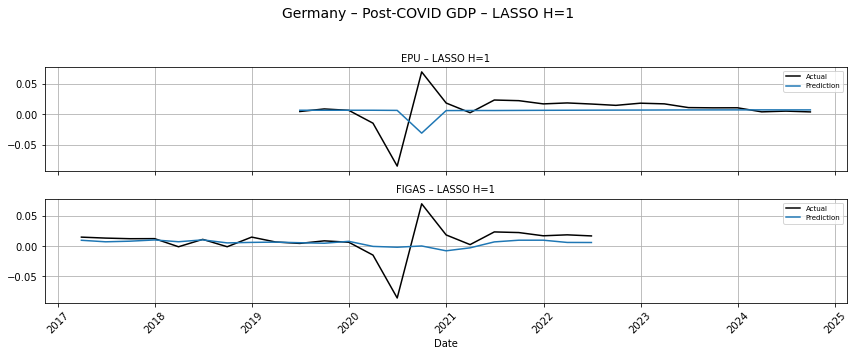 Germany – Post-COVID GDP – LASSO H=1
EPU – LASSO H=1
Actual
Prediction
0.05
0.00
−0.05
FIGAS – LASSO H=1
Actual
Prediction
0.05
0.00
−0.05
2017
2018
2019
2020
2021
2022
2023
2024
2025
Date